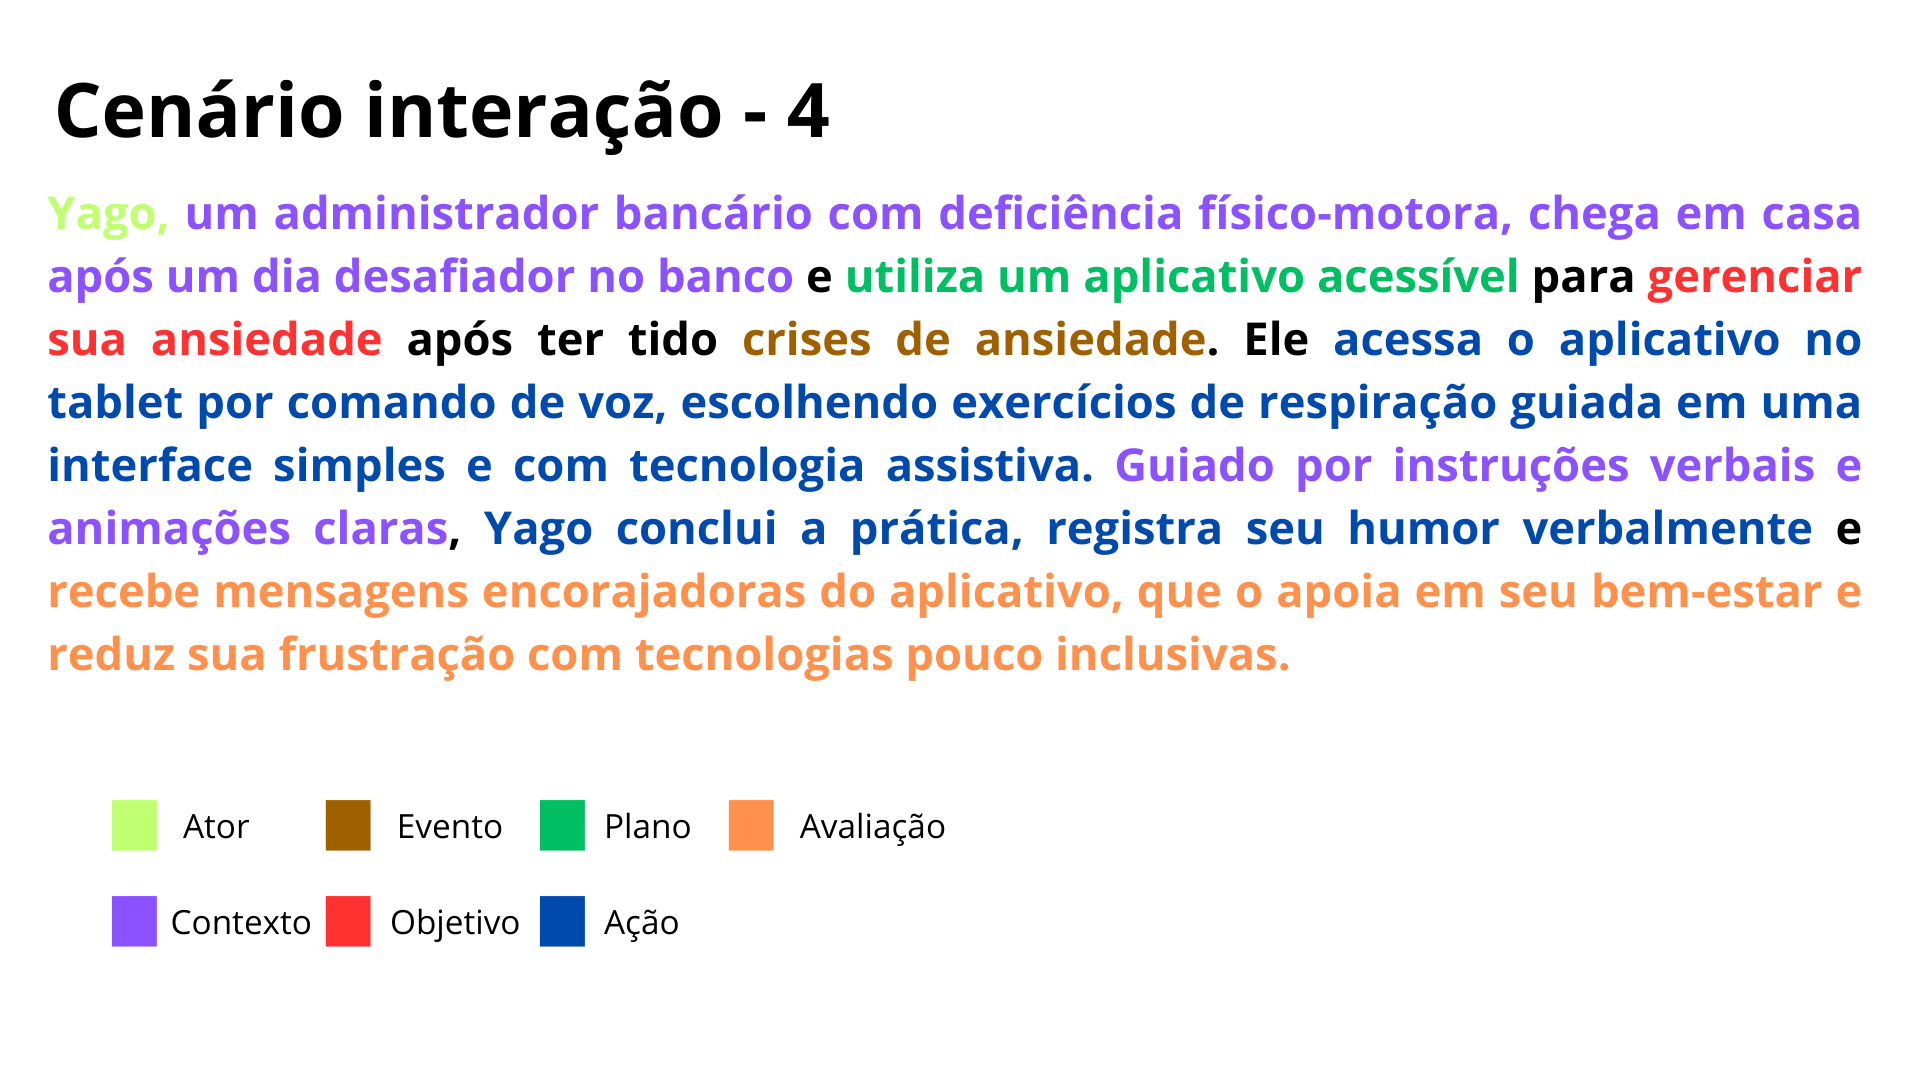 Cenário interação - 4
Yago, um administrador bancário com deficiência físico-motora, chega em casa
após um dia desafiador no banco e utiliza um aplicativo acessível para gerenciar
sua ansiedade após ter tido crises de ansiedade. Ele acessa o aplicativo no
tablet por comando de voz, escolhendo exercícios de respiração guiada em uma
interface simples e com tecnologia assistiva. Guiado por instruções verbais e
animações claras, Yago conclui a prática, registra seu humor verbalmente e
recebe mensagens encorajadoras do aplicativo, que o apoia em seu bem-estar e
reduz sua frustração com tecnologias pouco inclusivas.
Ator Evento Plano Avaliação
Contexto Objetivo Ação